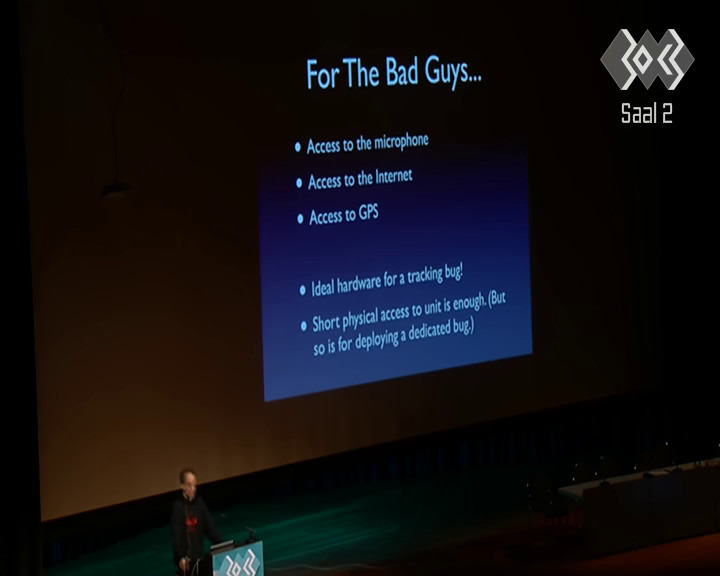 For The Bad Guys...
Saal 2
• Access to the microphone
• Access to the Internet
• Access to GPS
• Ideal hardware for a tracking bug!
• Short physical access to unit is enough. (But
so is for deploying a dedicated bug.)